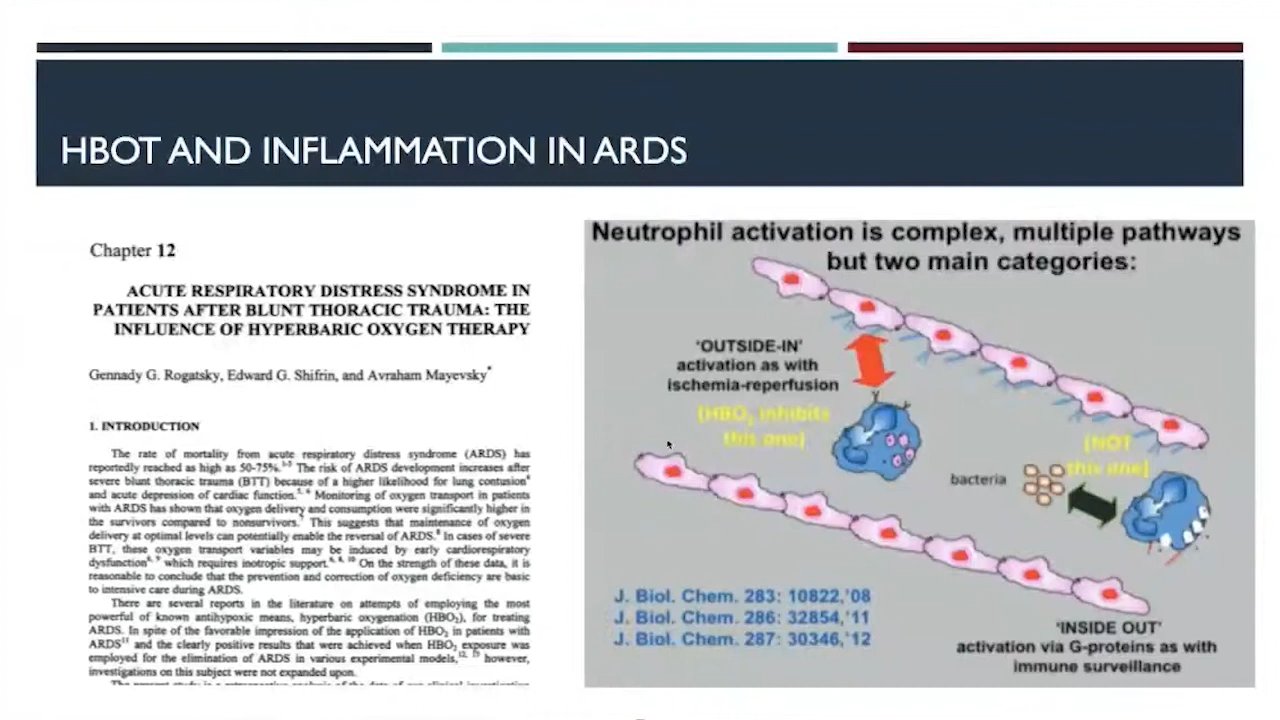 HBOT AND INFLAMMATION IN ARDS
Chapter 12
ACUTE RESPIRATORY DISTRESS SYNDROME IN
PATIENTS AFTER BLUNT THORACIC TRAUMA: THE
INFLUENCE OF HYPERBARIC OXYGEN THERAPY
Gennady G. Rogatsky, Edward G. Shifrin, and Avraham Mayevsky*
1. INTRODUCTION
The rate of mortality from acute respiratory distress syndrome (ARDS) has
reportedly reached as high as 50-75%.1-3 The risk of ARDS development increases after
severe blunt thoracic trauma (BTT) because of a higher likelihood for lung contusion4
and acute depression of cardiac function.5, 6 Monitoring of oxygen transport in patients
with ARDS has shown that oxygen delivery and consumption were significantly higher in
the survivors compared to nonsurvivors.7 This suggests that maintenance of oxygen
delivery at optimal levels can potentially enable the reversal of ARDS.8 In cases of severe
BTT, these oxygen transport variables may be induced by early cardiorespiratory
dysfunction6, 9 which requires inotropic support.6, 8, 10 On the strength of these data, it is
reasonable to conclude that the prevention and correction of oxygen deficiency are basic
to intensive care during ARDS.
There are several reports in the literature on attempts of employing the most
powerful of known antihypoxic means, hyperbaric oxygenation (HBO2), for treating
ARDS. In spite of the favorable impression of the application of HBO2 in patients with
ARDS11 and the clearly positive results that were achieved when HBO2 exposure was
employed for the elimination of ARDS in various experimental models, however,
investigations on this subject were not expanded upon.
Neutrophil activation is complex, multiple pathways
but two main categories:
'OUTSIDE-IN'
activation as with
ischemia-reperfusion
[HBO2 inhibits
this one]
[NOT
this one]
bacteria
J. Biol. Chem. 283: 10822,'08
J. Biol. Chem. 286: 32854,'11
J. Biol. Chem. 287: 30346,'12
'INSIDE OUT'
activation via G-proteins as with
immune surveillance